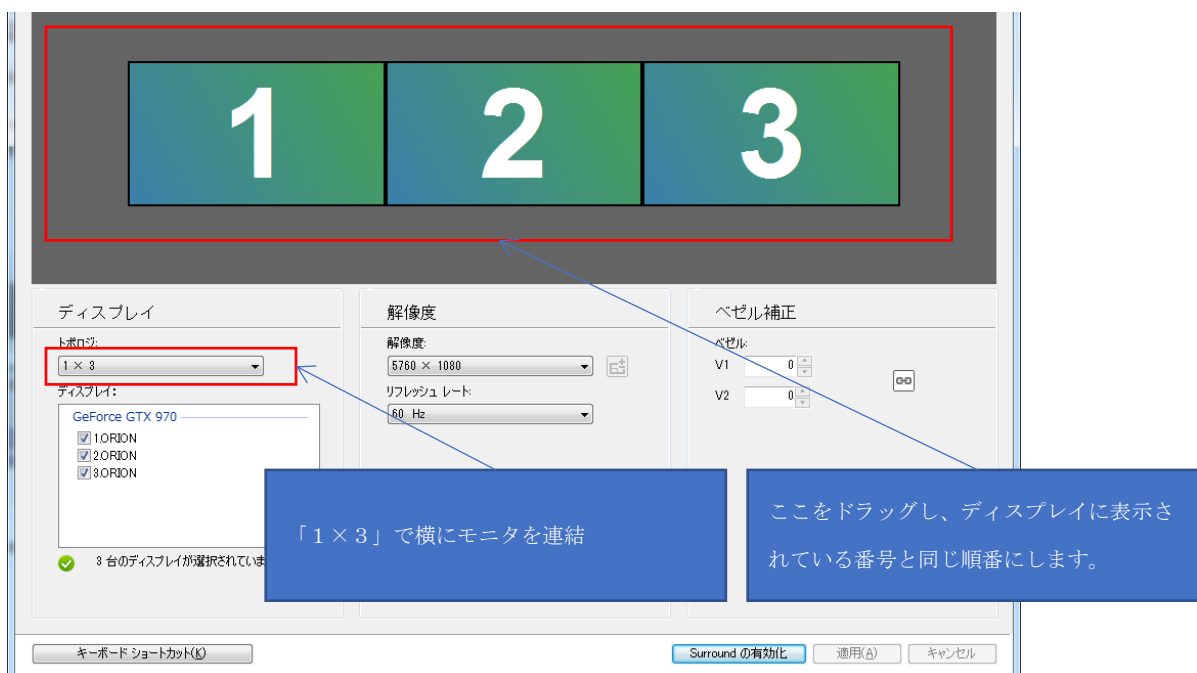 1 2 3
ディスプレイ
トポロジ:
1 × 3
ディスプレイ:
GeForce GTX 970
1.ORION
2.ORION
3.ORION
3 台のディスプレイが選択されていま
解像度
解像度:
5760 × 1080
リフレッシュ レート:
60 Hz
ベゼル補正
ベゼル:
V1 0
V2 0
「1×3」で横にモニタを連結
ここをドラッグし、ディスプレイに表示さ
れている番号と同じ順番にします。
キーボード ショートカット(K)
Surround の有効化
適用(A)
キャンセル